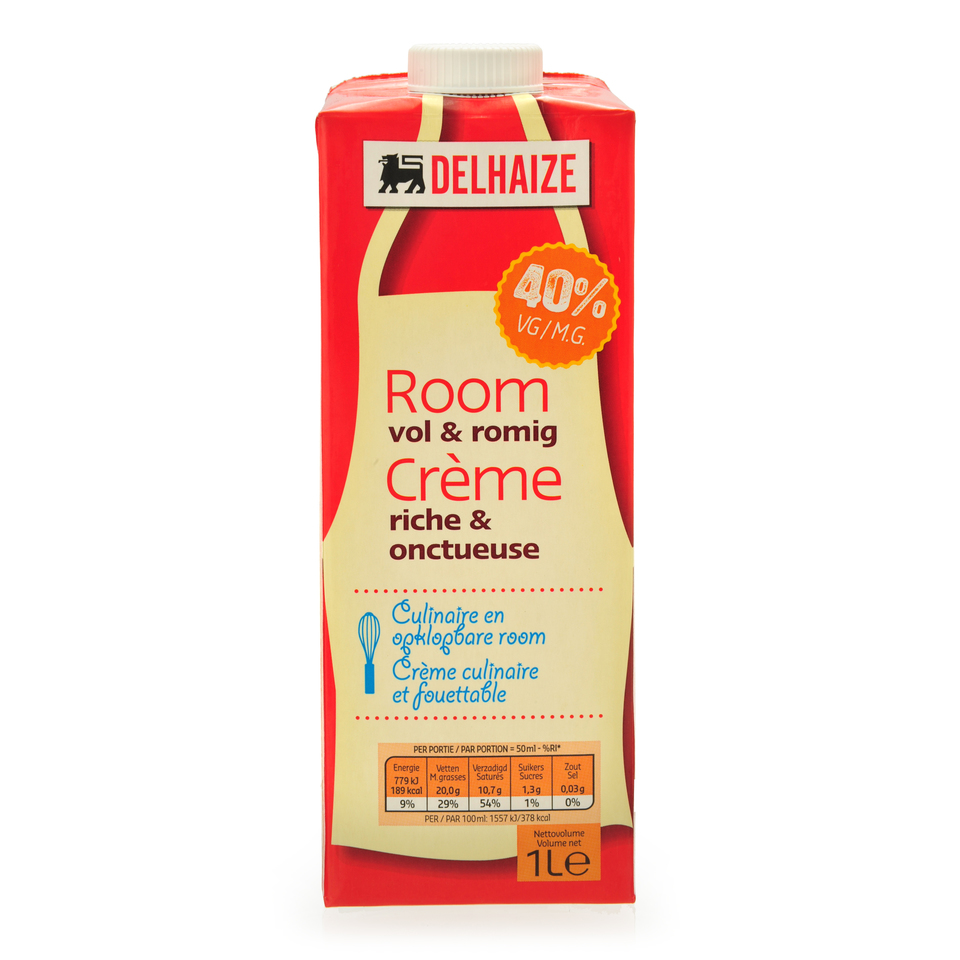 DELHAIZE
40%
VG/M.G.
Room
vol & romig
Crème
riche &
onctueuse
Culinaire en
opklopbare room
Crème culinaire
et fouettable
PER PORTIE / PAR PORTION = 50ml - %RI*
Energie Vetten Verzadigd Suikers Zout
M.grasses Saturés Sucres Sel
779 kJ
189 kcal 20,0g 10,7g 1,3g 0,03g
9% 29% 54% 1% 0%
PER / PAR 100ml: 1557 kJ/378 kcal
Nettovolume
Volume net
1L e